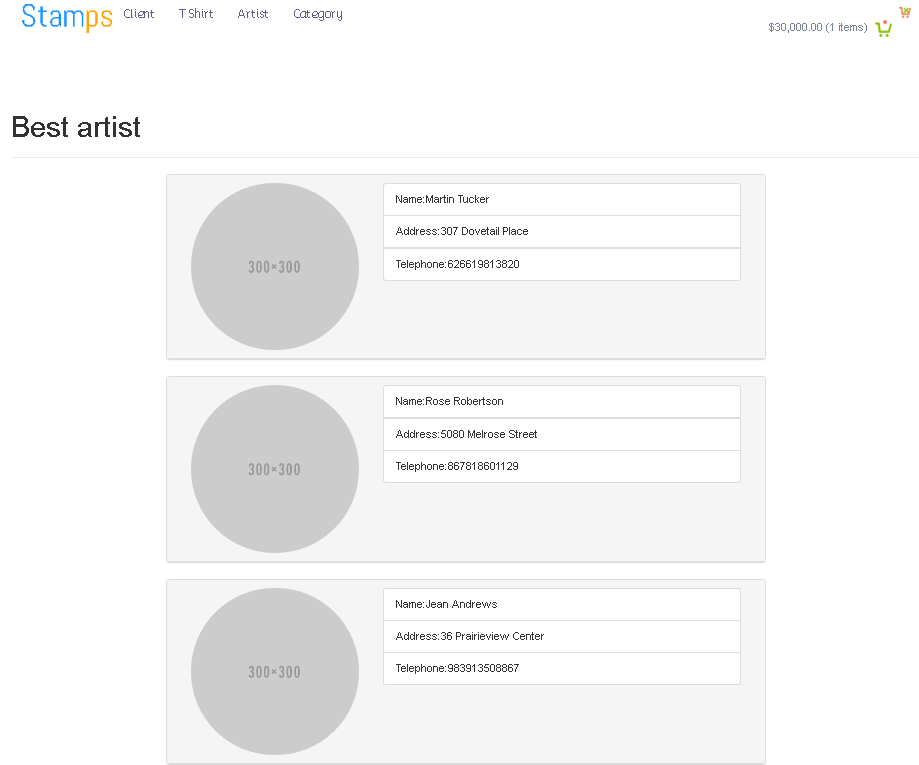 Stamps Client T Shirt Artist Category
$30,000.00 (1 items)
Best artist
300×300
Name:Martin Tucker
Address:307 Dovetail Place
Telephone:626619813820
300×300
Name:Rose Robertson
Address:5080 Melrose Street
Telephone:867818601129
300×300
Name:Jean Andrews
Address:36 Prairieview Center
Telephone:983913508867